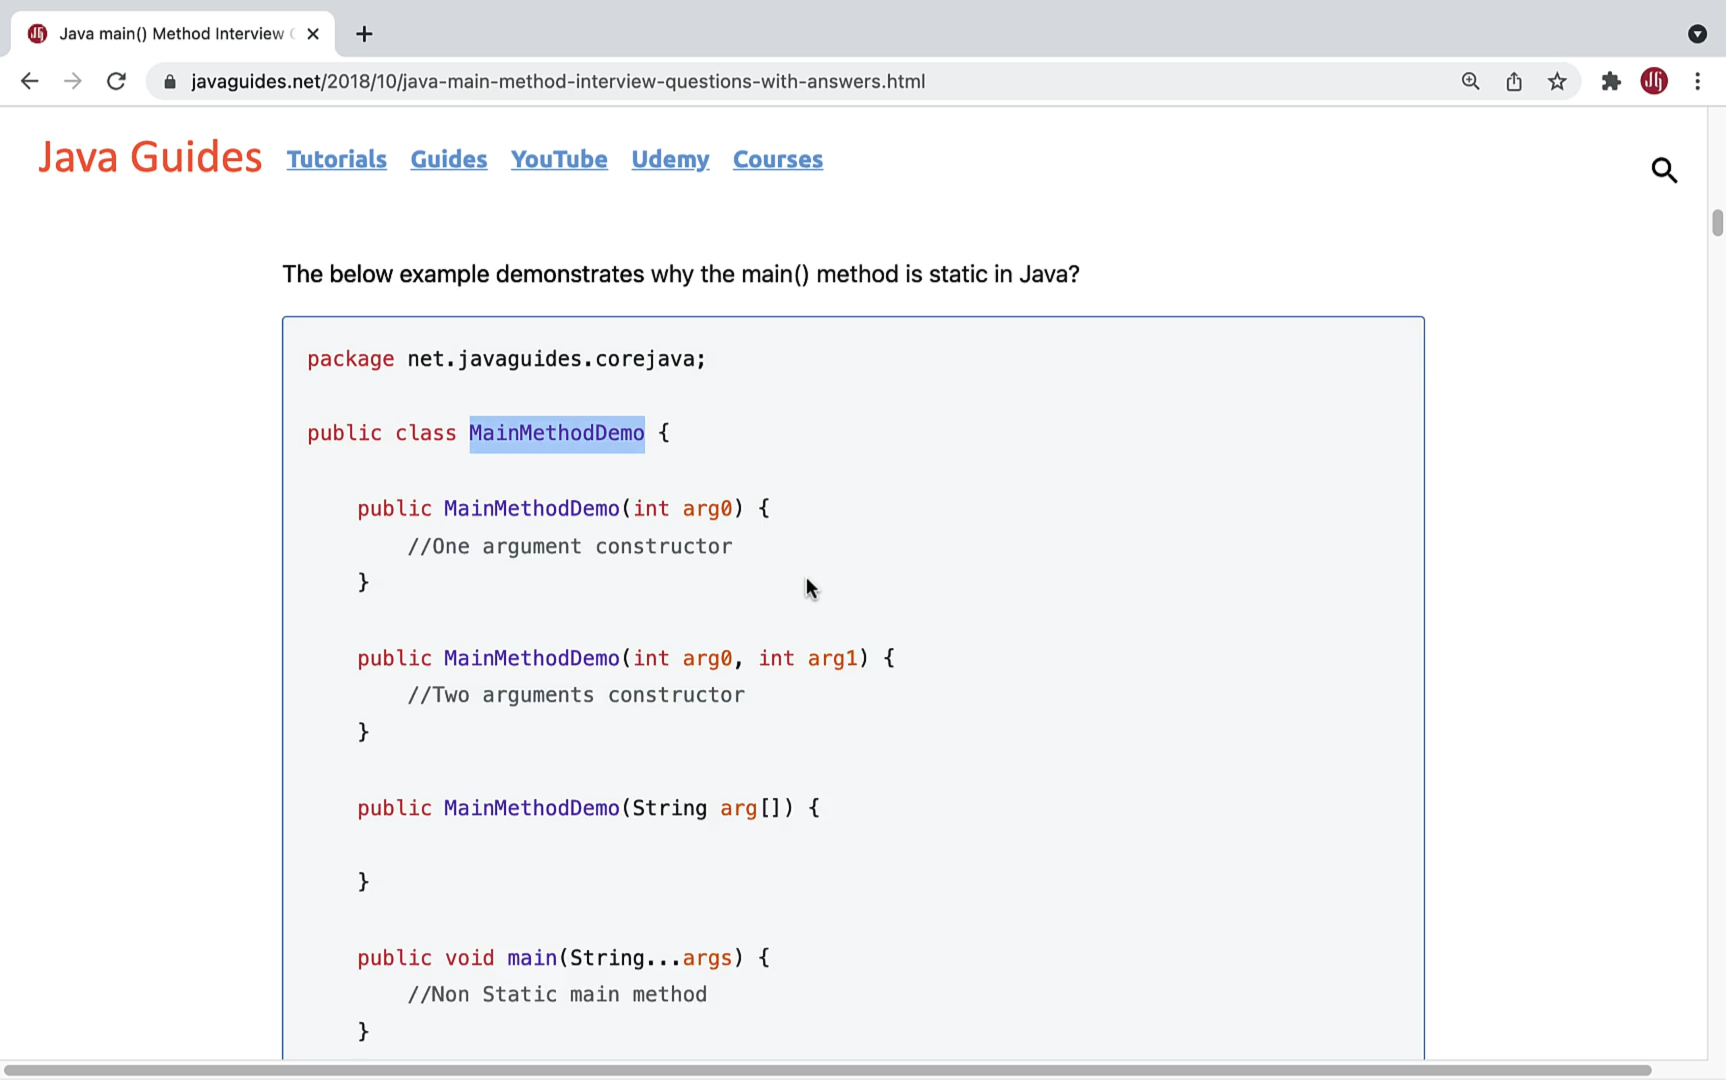 Java main() Method Interview
javaguides.net/2018/10/java-main-method-interview-questions-with-answers.html
Java Guides Tutorials Guides YouTube Udemy Courses
The below example demonstrates why the main() method is static in Java?
package net.javaguides.corejava;
public class MainMethodDemo {
public MainMethodDemo(int arg0) {
//One argument constructor
}
public MainMethodDemo(int arg0, int arg1) {
//Two arguments constructor
}
public MainMethodDemo(String arg[]) {
}
public void main(String...args) {
//Non Static main method
}